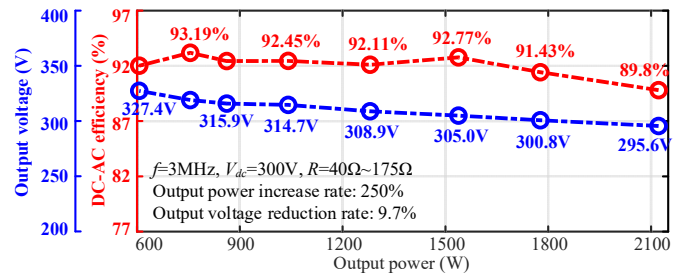 Output voltage (V)
400
350
300
250
200
DC-AC efficiency (%)
97
92
87
82
77
93.19%
92.45%
92.11%
92.77%
91.43%
89.8%
327.4V
315.9V
314.7V
308.9V
305.0V
300.8V
295.6V
f=3MHz, Vdc=300V, R=40Ω~175Ω
Output power increase rate: 250%
Output voltage reduction rate: 9.7%
600 900 1200 1500 1800 2100
Output power (W)